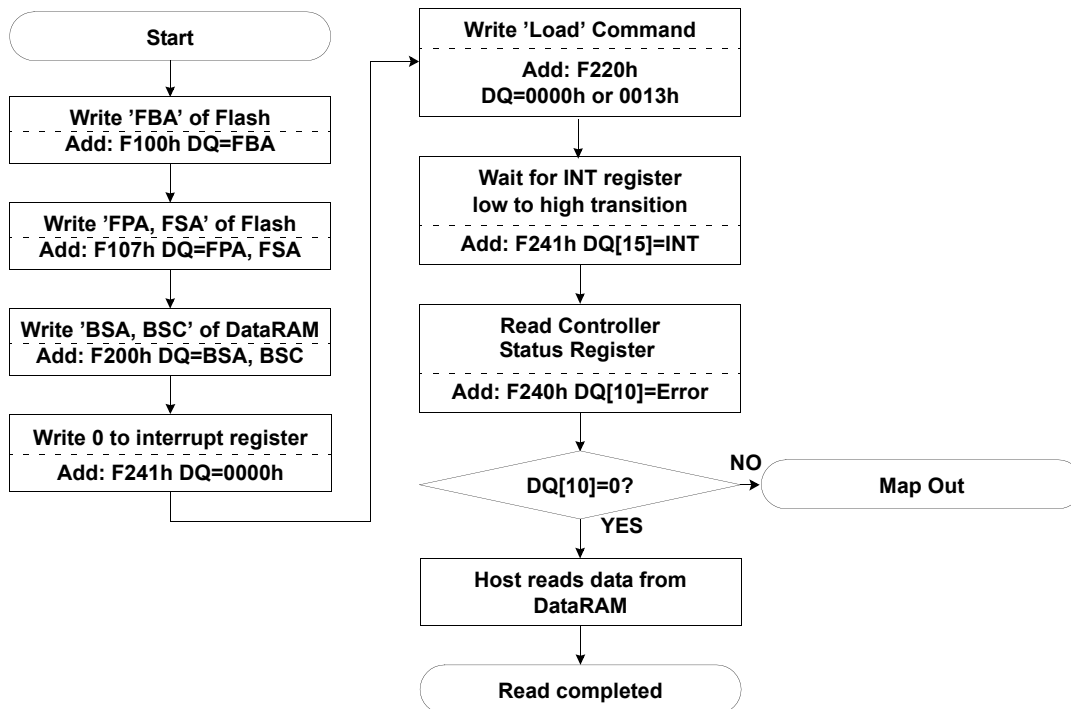 Start
Write ’FBA’ of Flash
Add: F100h DQ=FBA
Write ’FPA, FSA’ of Flash
Add: F107h DQ=FPA, FSA
Write ’BSA, BSC’ of DataRAM
Add: F200h DQ=BSA, BSC
Write 0 to interrupt register
Add: F241h DQ=0000h
Write ’Load’ Command
Add: F220h
DQ=0000h or 0013h
Wait for INT register
low to high transition
Add: F241h DQ[15]=INT
Read Controller
Status Register
Add: F240h DQ[10]=Error
DQ[10]=0?
NO
Map Out
YES
Host reads data from
DataRAM
Read completed